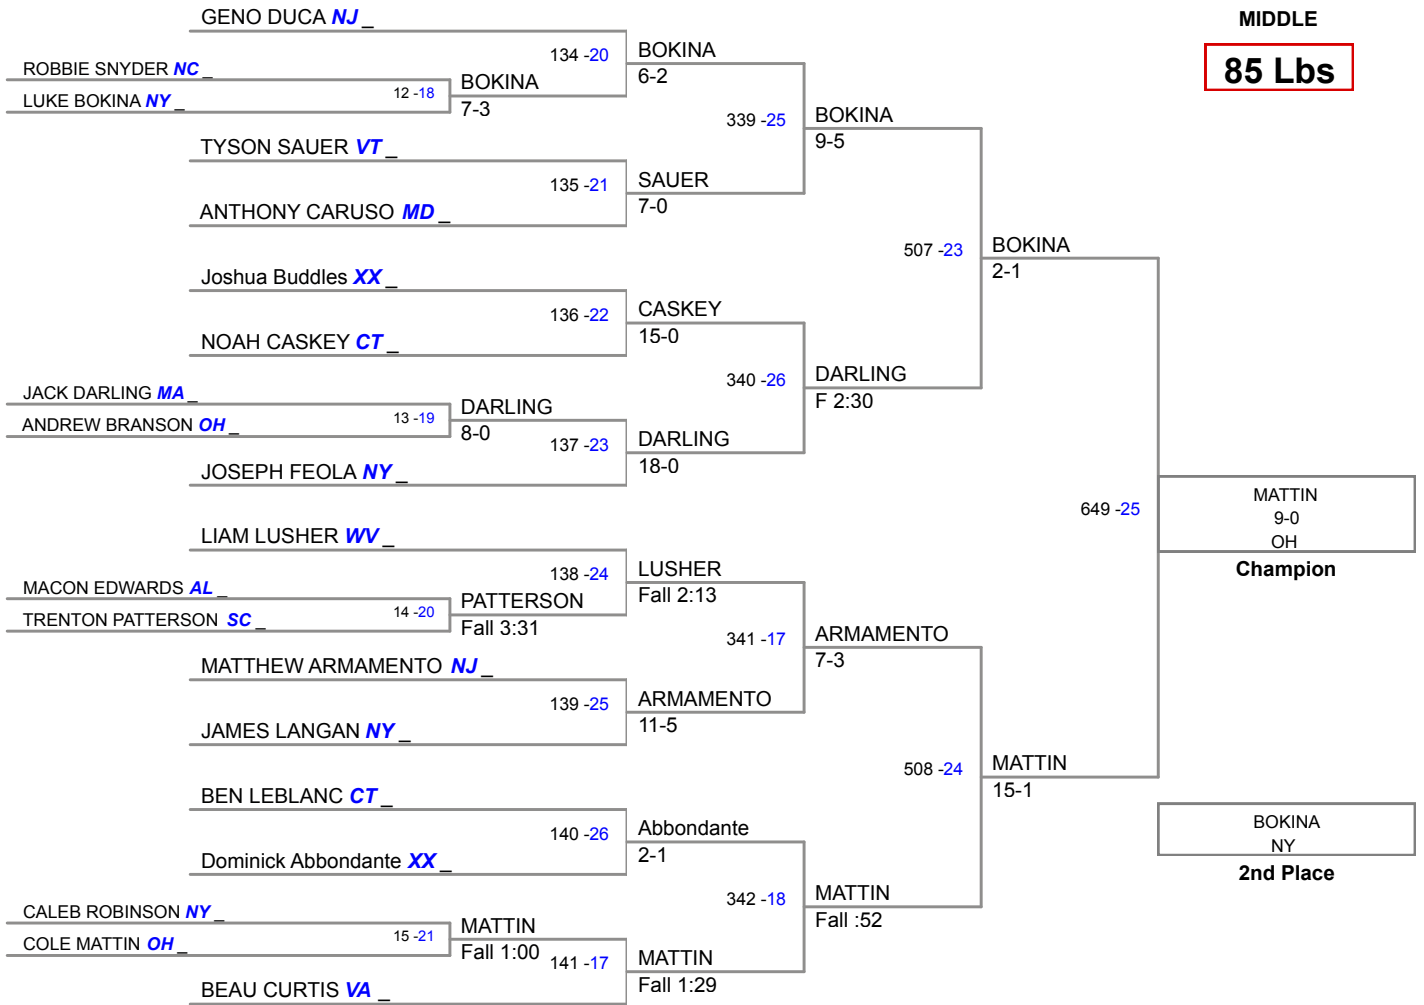 GENO DUCA NJ _
MIDDLE
134 -20
BOKINA
6-2
85 Lbs
ROBBIE SNYDER NC _
12 -18
BOKINA
7-3
LUKE BOKINA NY _
339 -25
BOKINA
9-5
TYSON SAUER VT _
135 -21
SAUER
7-0
ANTHONY CARUSO MD _
507 -23
BOKINA
2-1
Joshua Buddles XX _
136 -22
CASKEY
15-0
NOAH CASKEY CT _
340 -26
DARLING
F 2:30
JACK DARLING MA _
13 -19
DARLING
8-0
ANDREW BRANSON OH _
137 -23
DARLING
18-0
JOSEPH FEOLA NY _
649 -25
MATTIN
9-0
OH
Champion
LIAM LUSHER WV _
138 -24
LUSHER
Fall 2:13
MACON EDWARDS AL _
14 -20
PATTERSON
Fall 3:31
TRENTON PATTERSON SC _
341 -17
ARMAMENTO
7-3
MATTHEW ARMAMENTO NJ _
139 -25
ARMAMENTO
11-5
JAMES LANGAN NY _
508 -24
MATTIN
15-1
BEN LEBLANC CT _
140 -26
Abbondante
2-1
BOKINA
NY
2nd Place
Dominick Abbondante XX _
342 -18
MATTIN
Fall :52
CALEB ROBINSON NY _
15 -21
MATTIN
Fall 1:00
COLE MATTIN OH _
141 -17
MATTIN
Fall 1:29
BEAU CURTIS VA _